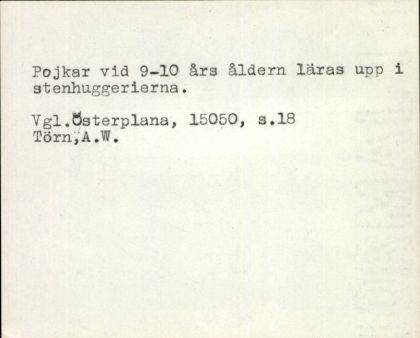 Pojkar vid 9-10 års åldern läras upp i
stenhuggerierna.
Vgl.Österplana, 15050, s.18
Törn,A.W.